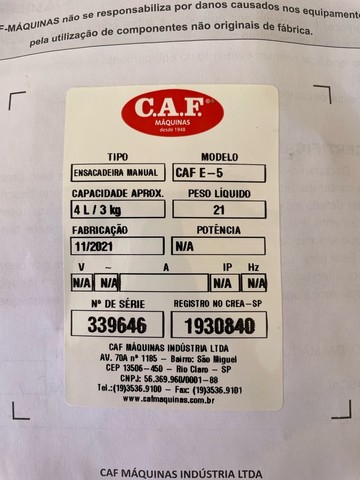 F-MÁQUINAS não se responsabiliza por danos causados nos equipamento
pela utilização de componentes não originais de fábrica.
C.A.F.®
MÁQUINAS
desde 1948
TIPO MODELO
ENSACADEIRA MANUAL CAF E-5
CAPACIDADE APROX. PESO LÍQUIDO
4 L / 3 kg 21
FABRICAÇÃO POTÊNCIA
11/2021 N/A
V ~ A IP Hz
N/A N/A N/A N/A
Nº DE SÉRIE REGISTRO NO CREA-SP
339646 1930840
CAF MÁQUINAS INDÚSTRIA LTDA
AV. 70A nº 1185 - Bairro: São Miguel
CEP 13506-450 - Rio Claro - SP
CNPJ: 56.369.960/0001-88
Tel.:(19)3536.9100 - Fax: (19)3536.9101
www.cafmaquinas.com.br
CAF MÁQUINAS INDÚSTRIA LTDA